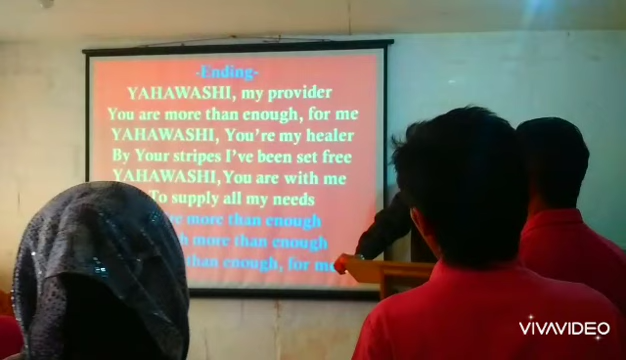 -Ending-
YAHAWASHI, my provider
You are more than enough, for me
YAHAWASHI, You're my healer
By Your stripes I've been set free
YAHAWASHI,You are with me
To supply all my needs
more than enough
more than enough
than enough, for me
VIVAVIDEO